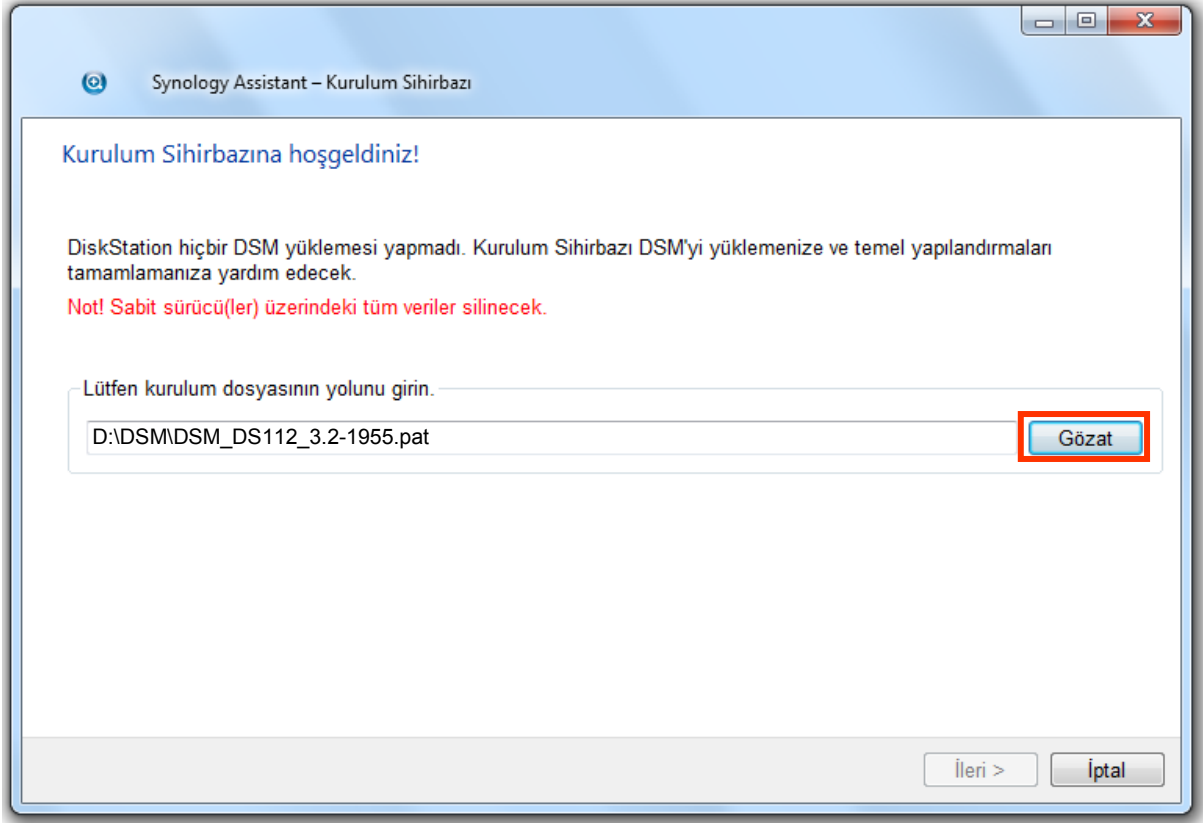 Synology Assistant – Kurulum Sihirbazı
Kurulum Sihirbazına hoşgeldiniz!
DiskStation hiçbir DSM yüklemesi yapmadı. Kurulum Sihirbazı DSM'yi yüklemenize ve temel yapılandırmaları
tamamlamanıza yardım edecek.
Not! Sabit sürücü(ler) üzerindeki tüm veriler silinecek.
Lütfen kurulum dosyasının yolunu girin.
D:\DSM\DSM_DS112_3.2-1955.pat
Gözat
İleri >
İptal